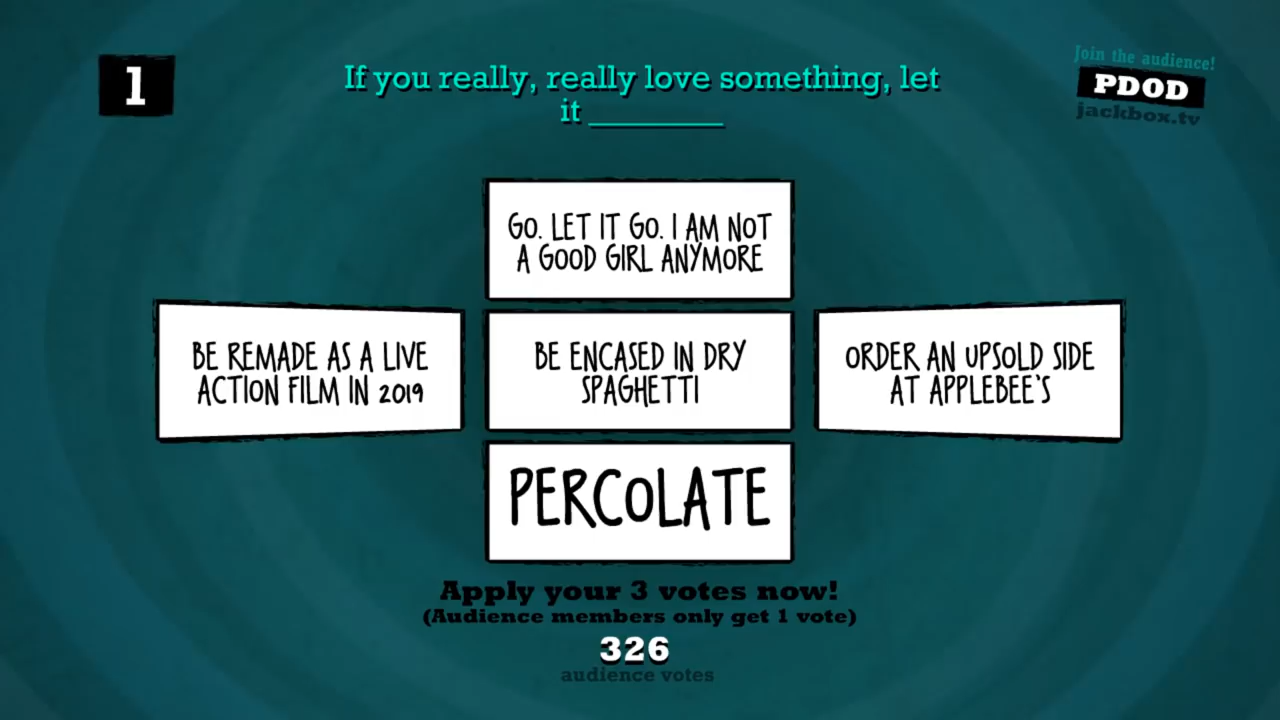 1
If you really, really love something, let
it ________
Join the audience!
PDOD
jackbox.tv
GO. LET IT GO. I AM NOT
A GOOD GIRL ANYMORE
BE REMADE AS A LIVE
ACTION FILM IN 2019
BE ENCASED IN DRY
SPAGHETTI
ORDER AN UPSOLD SIDE
AT APPLEBEE'S
PERCOLATE
Apply your 3 votes now!
(Audience members only get 1 vote)
326
audience votes